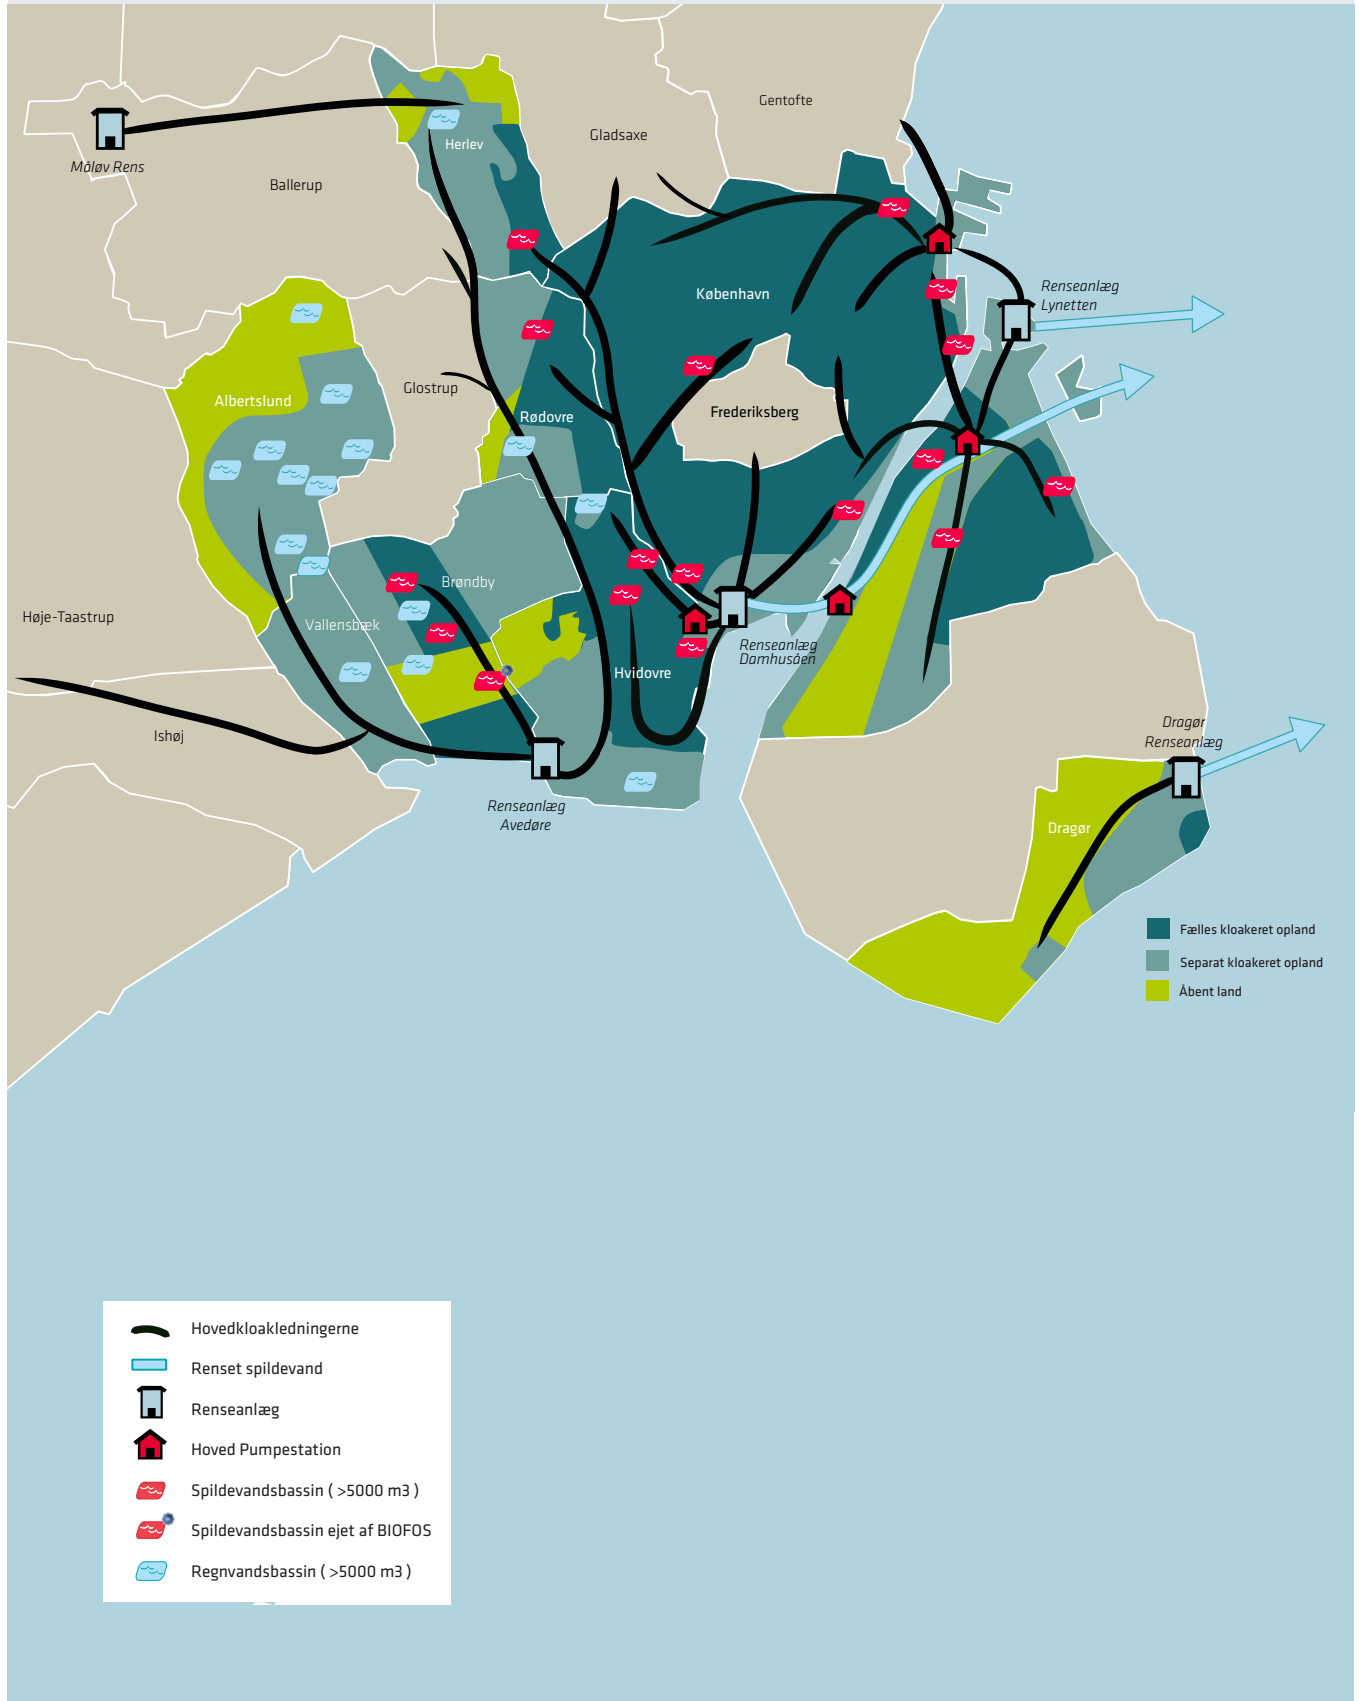 Gentofte
Gladsaxe
Herlev
Måløv Rens
Ballerup
København
Renseanlæg
Lynetten
Glostrup
Albertslund
Rødovre
Frederiksberg
Brøndby
Høje-Taastrup
Vallensbæk
Renseanlæg
Damhusåen
Hvidovre
Ishøj
Dragør
Renseanlæg
Renseanlæg
Avedøre
Dragør
Fælles kloakeret opland
Separat kloakeret opland
Åbent land
Hovedkloakledningerne
Renset spildevand
Renseanlæg
Hoved Pumpestation
Spildevandsbassin ( >5000 m3 )
Spildevandsbassin ejet af BIOFOS
Regnvandsbassin ( >5000 m3 )